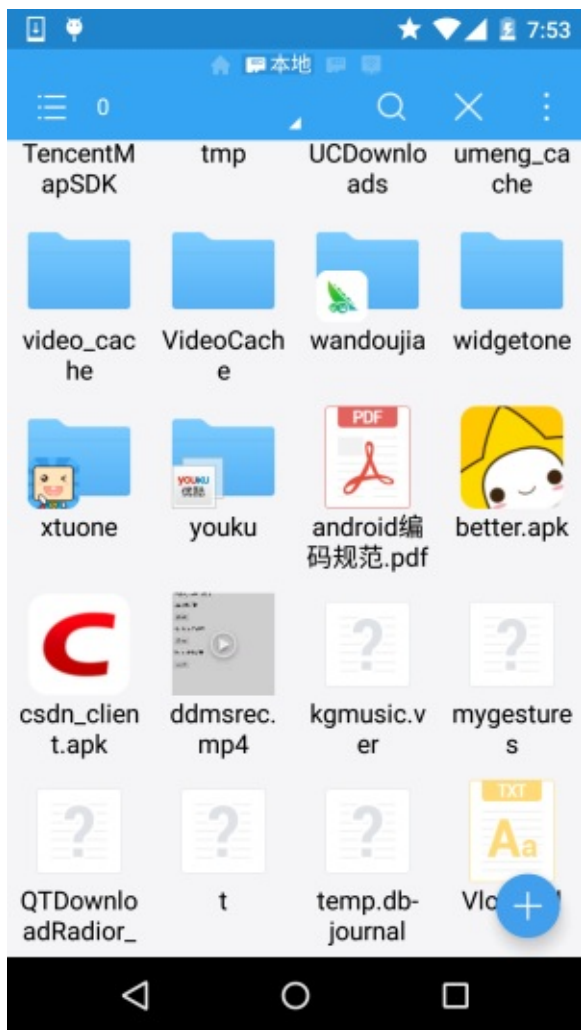 7:53
本地
0
TencentM
apSDK
tmp
UCDownlo
ads
umeng_ca
che
video_cac
he
VideoCach
e
wandoujia
widgetone
YOUKU
PDF
xtuone
youku
android编
码规范.pdf
better.apk
csdn_clien
t.apk
ddmsrec.
mp4
kgmusic.v
er
mygesture
s
TXT
Aa
QTDownlo
adRadior_
t
temp.db-
journal